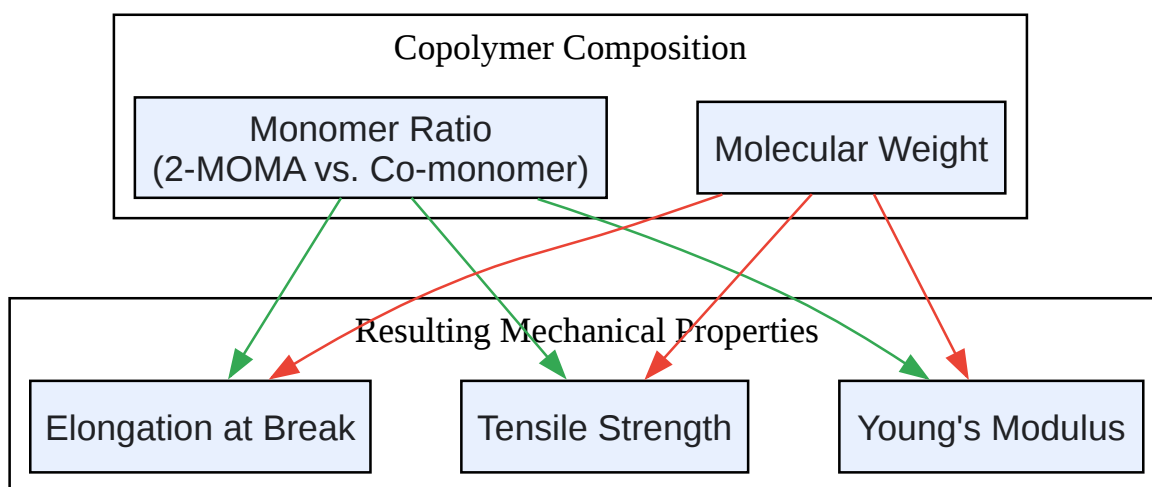 Copolymer Composition
Monomer Ratio
(2-MOMA vs. Co-monomer)
Molecular Weight
Resulting Mechanical Properties
Elongation at Break
Tensile Strength
Young's Modulus